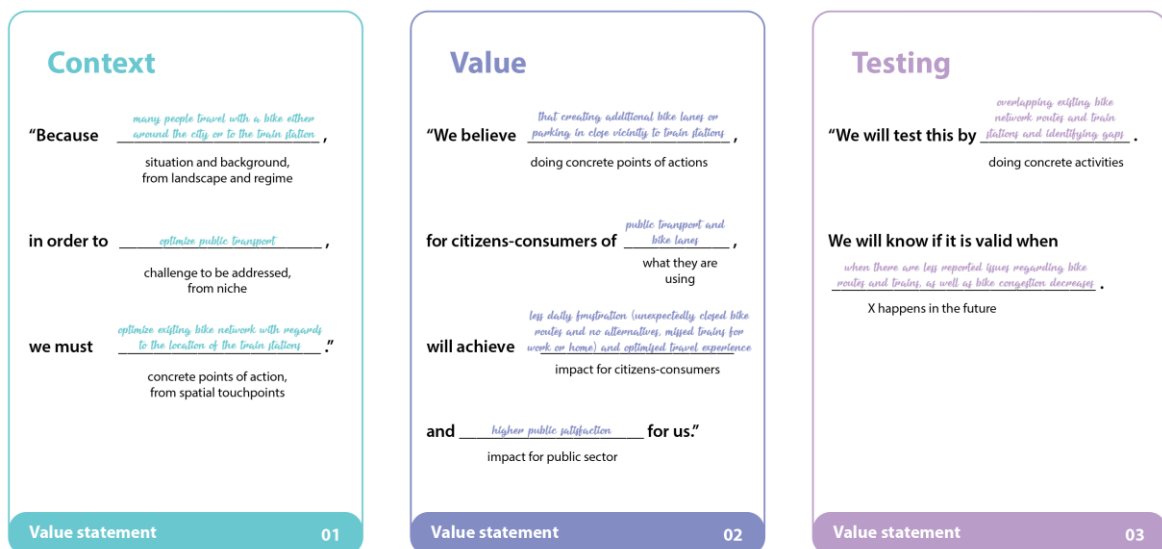 Context
many people travel with a bike either
“Because around the city or to the train station ,
situation and background,
from landscape and regime
in order to optimize public transport ,
challenge to be addressed,
from niche
optimize existing bike network with regards
we must to the location of the train stations .”
concrete points of action,
from spatial touchpoints
Value statement 01
Value
that creating additional bike lanes or
“We believe parking in close vicinity to train stations ,
doing concrete points of actions
public transport and
for citizens-consumers of bike lanes ,
what they are
using
less daily frustration (unexpectedly closed bike
routes and no alternatives, missed trains for
will achieve work or home) and optimised travel experience
impact for citizens-consumers
and higher public satisfaction for us.”
impact for public sector
Value statement 02
Testing
overlapping existing bike
network routes and train
“We will test this by stations and identifying gaps .
doing concrete activities
We will know if it is valid when
when there are less reported issues regarding bike
routes and trains, as well as bike congestion decreases .
X happens in the future
Value statement 03